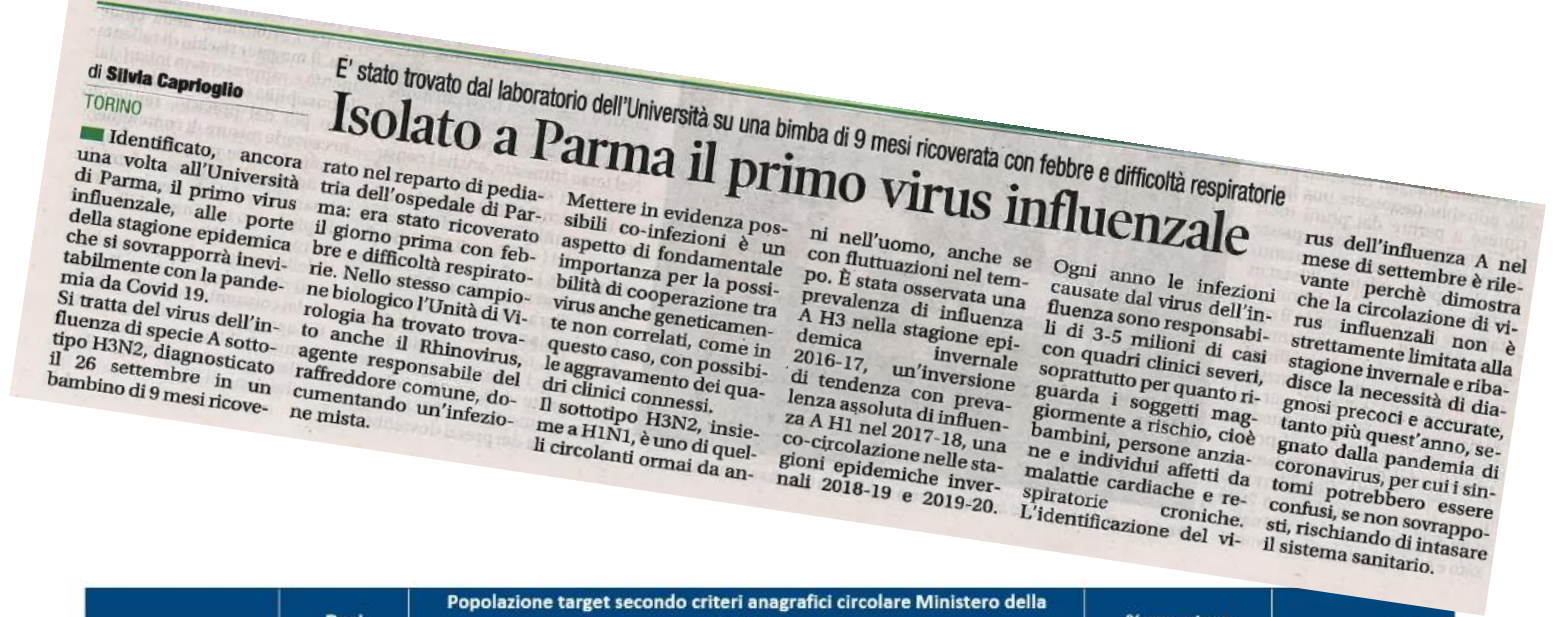 di Silvia Caprioglio
TORINO
E' stato trovato dal laboratorio dell'Università su una bimba di 9 mesi ricoverata con febbre e difficoltà respiratorie
Isolato a Parma il primo virus influenzale
Identificato, ancora
una volta all'Università
di Parma, il primo virus
influenzale, alle porte
della stagione epidemica
che si sovrapporrà inevi-
tabilmente con la pande-
mia da Covid 19.
Si tratta del virus dell'in-
fluenza di specie A sotto-
tipo H3N2, diagnosticato
il 26 settembre in un
bambino di 9 mesi ricove-
rato nel reparto di pedia-
tria dell'ospedale di Par-
ma: era stato ricoverato
il giorno prima con feb-
bre e difficoltà respirato-
rie. Nello stesso campio-
ne biologico l'Unità di Vi-
rologia ha trovato trova-
to anche il Rhinovirus,
agente responsabile del
raffreddore comune, do-
cumentando un'infezio-
ne mista.
Mettere in evidenza pos-
sibili co-infezioni è un
aspetto di fondamentale
importanza per la possi-
bilità di cooperazione tra
virus anche geneticamen-
te non correlati, come in
questo caso, con possibi-
le aggravamento dei qua-
dri clinici connessi.
Il sottotipo H3N2, insie-
me a H1N1, è uno di quel-
li circolanti ormai da an-
ni nell'uomo, anche se
con fluttuazioni nel tem-
po. È stata osservata una
prevalenza di influenza
A H3 nella stagione epi-
demica invernale
2016-17, un'inversione
di tendenza con preva-
lenza assoluta di influen-
za A H1 nel 2017-18, una
co-circolazione nelle sta-
gioni epidemiche inver-
nali 2018-19 e 2019-20.
Ogni anno le infezioni
causate dal virus dell'in-
fluenza sono responsabi-
li di 3-5 milioni di casi
con quadri clinici severi,
soprattutto per quanto ri-
guarda i soggetti mag-
giormente a rischio, cioè
bambini, persone anzia-
ne e individui affetti da
malattie cardiache e re-
spiratorie croniche.
L'identificazione del vi-
rus dell'influenza A nel
mese di settembre è rile-
vante perchè dimostra
che la circolazione di vi-
rus influenzali non è
strettamente limitata alla
stagione invernale e riba-
disce la necessità di dia-
gnosi precoci e accurate,
tanto più quest'anno, se-
gnato dalla pandemia di
coronavirus, per cui i sin-
tomi potrebbero essere
confusi, se non sovrappo-
sti, rischiando di intasare
il sistema sanitario.
Popolazione target secondo criteri anagrafici circolare Ministero della